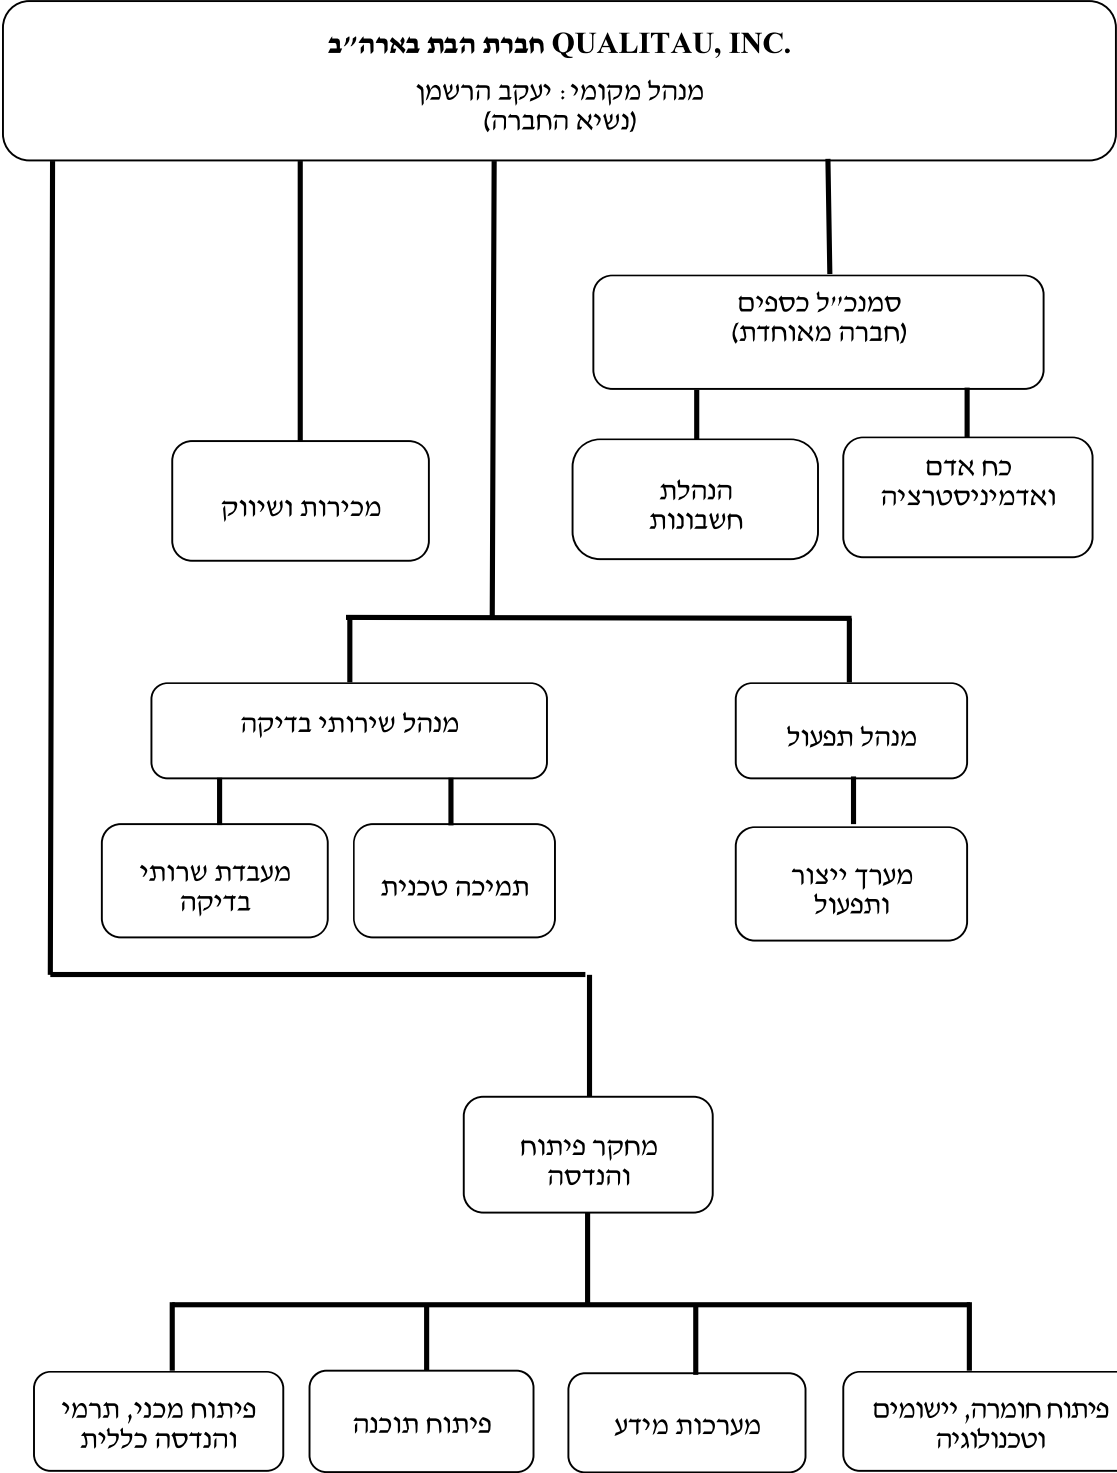 חברת הבת בארה״ב QUALITAU, INC.
מנהל מקומי: יעקב הרשמן
(נשיא החברה)
סמנכ״ל כספים
(חברה מאוחדת)
כח אדם
ואדמיניסטרציה
הנהלת
חשבונות
מכירות ושיווק
מנהל תפעול
מנהל שירותי בדיקה
מערך ייצור
ותפעול
תמיכה טכנית
מעבדת שרותי
בדיקה
מחקר פיתוח
והנדסה
פיתוח חומרה, יישומים
וטכנולוגיה
מערכות מידע
פיתוח תוכנה
פיתוח מכני, תרמי
והנדסה כללית